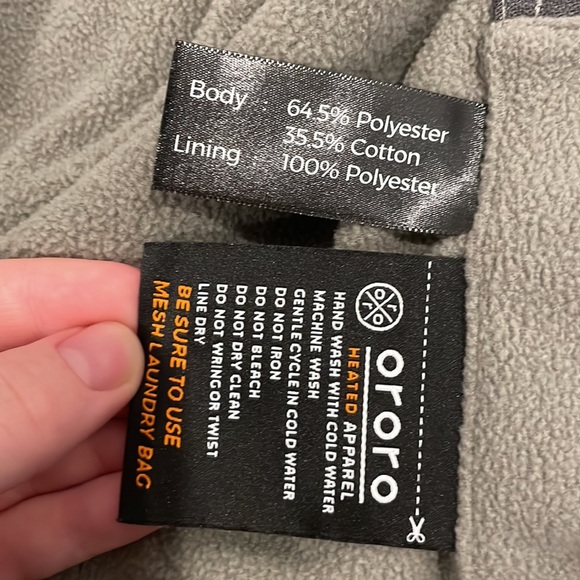 Body : 64.5% Polyester
35.5% Cotton
Lining : 100% Polyester
ororo
HEATED APPAREL
HAND WASH WITH COLD WATER
MACHINE WASH
GENTLE CYCLE IN COLD WATER
DO NOT IRON
DO NOT BLEACH
DO NOT DRY CLEAN
DO NOT WRING OR TWIST
LINE DRY
BE SURE TO USE
MESH LAUNDRY BAG